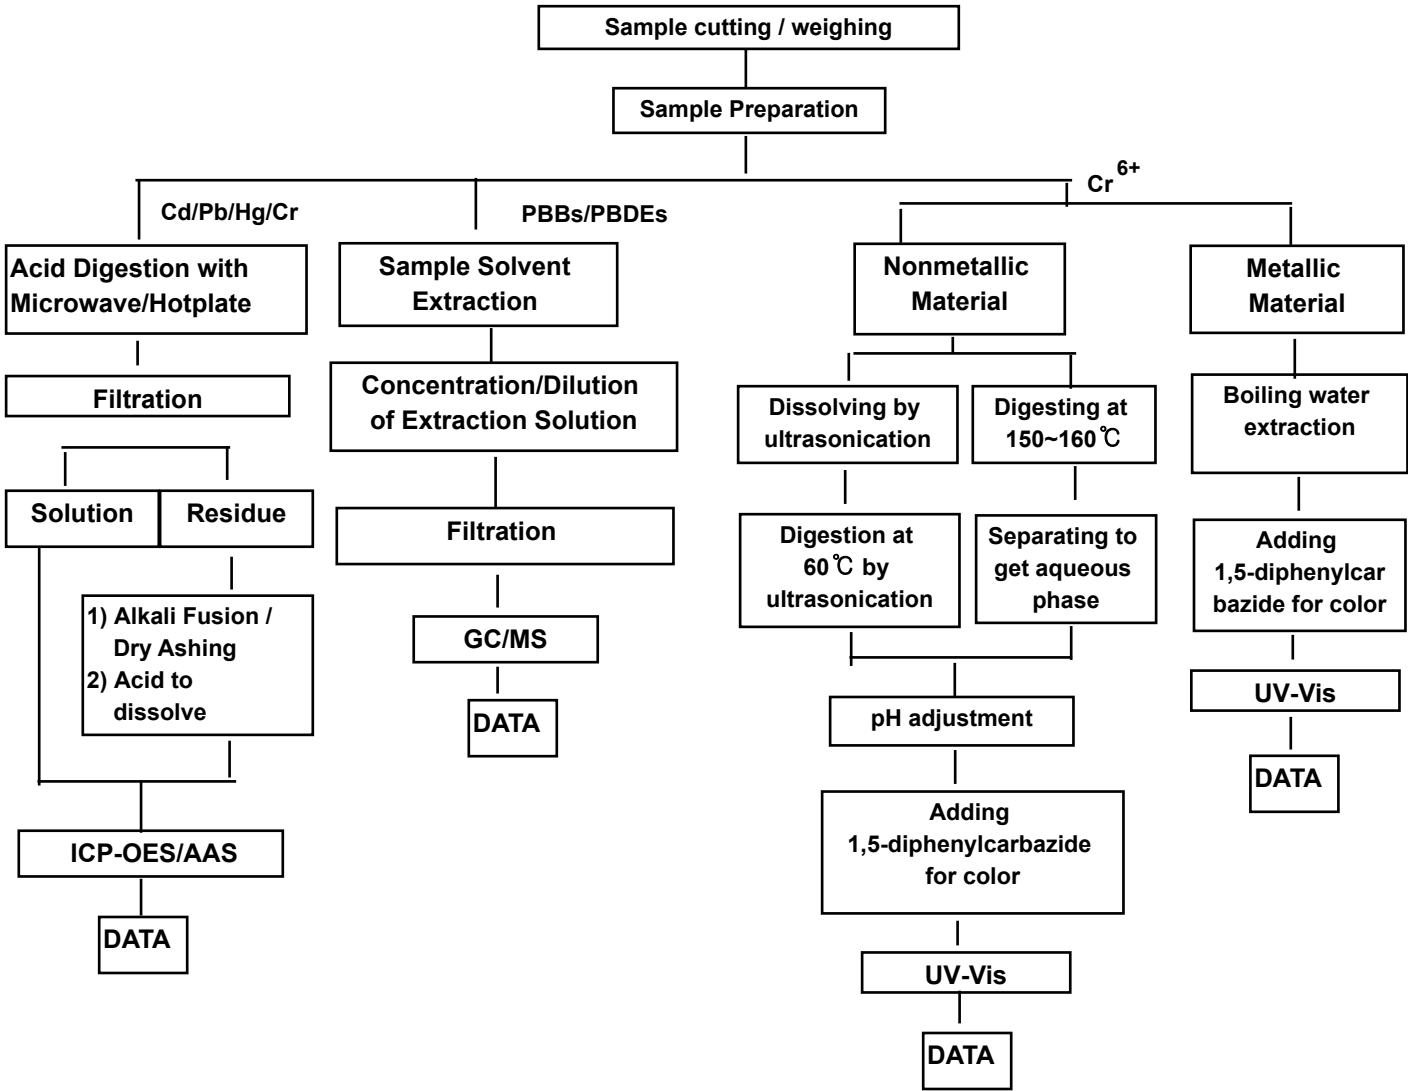 Sample cutting / weighing
Sample Preparation
Cr 6+
Cd/Pb/Hg/Cr
PBBs/PBDEs
Acid Digestion with
Microwave/Hotplate
Filtration
Solution
Residue
1) Alkali Fusion /
Dry Ashing
2) Acid to
dissolve
ICP-OES/AAS
DATA
Sample Solvent
Extraction
Concentration/Dilution
of Extraction Solution
Filtration
GC/MS
DATA
Nonmetallic
Material
Dissolving by
ultrasonication
Digestion at
60℃ by
ultrasonication
Digesting at
150~160℃
Separating to
get aqueous
phase
pH adjustment
Adding
1,5-diphenylcarbazide
for color
UV-Vis
DATA
Metallic
Material
Boiling water
extraction
Adding
1,5-diphenylcar
bazide for color
UV-Vis
DATA